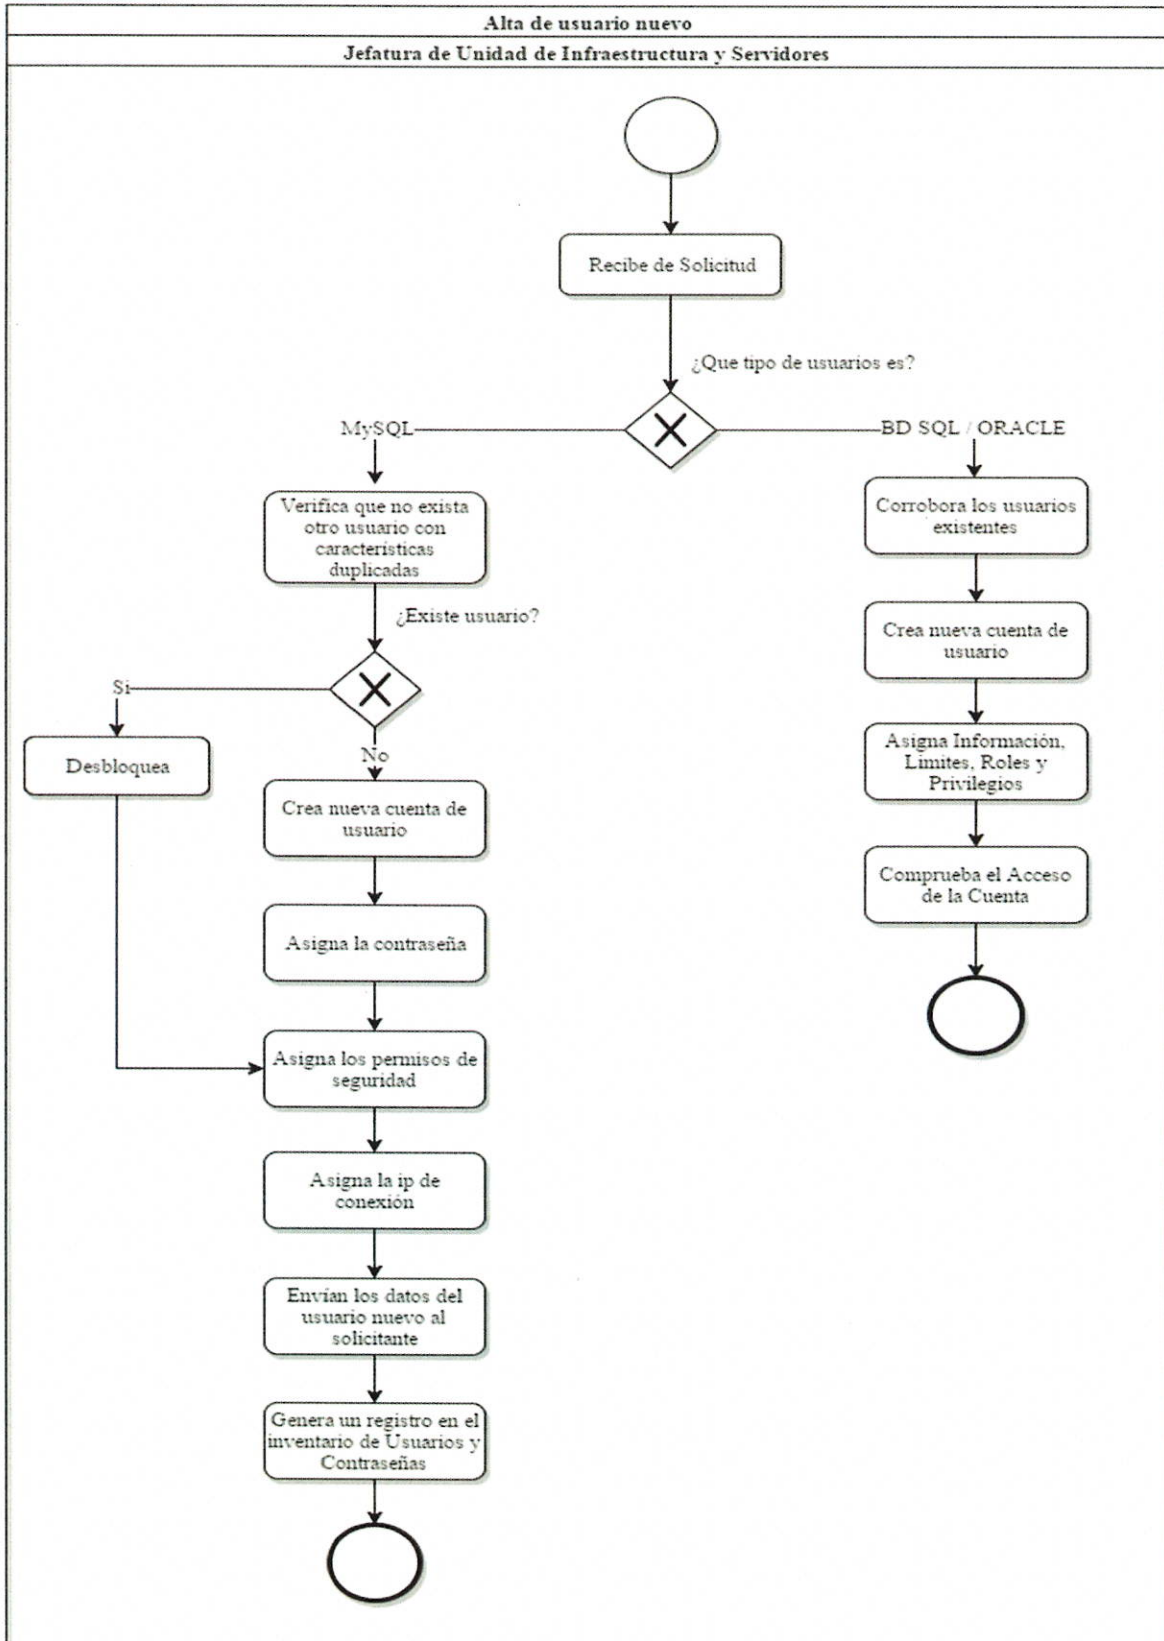 Alta de usuario nuevo
Jefatura de Unidad de Infraestructura y Servidores
Recibe de Solicitud
¿Que tipo de usuarios es?
MySQL
BD SQL / ORACLE
Verifica que no exista
otro usuario con
características
duplicadas
Corrobora los usuarios
existentes
¿Existe usuario?
Crea nueva cuenta de
usuario
Si
No
Desbloquea
Asigna Información,
Limites, Roles y
Privilegios
Crea nueva cuenta de
usuario
Comprueba el Acceso
de la Cuenta
Asigna la contraseña
Asigna los permisos de
seguridad
Asigna la ip de
conexión
Envían los datos del
usuario nuevo al
solicitante
Genera un registro en el
inventario de Usuarios y
Contraseñas